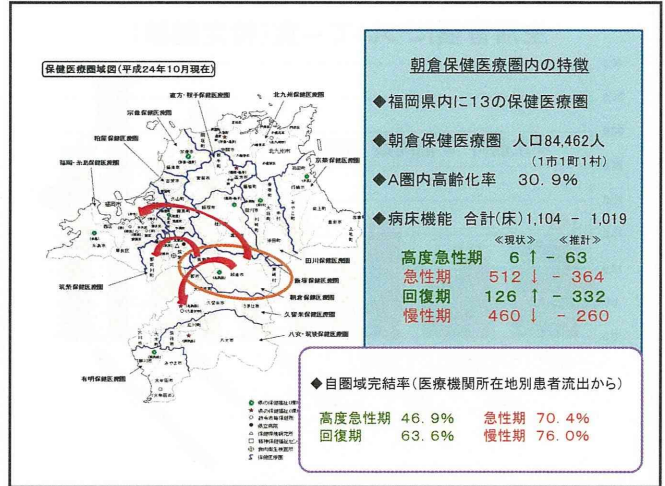 保健医療圏域図(平成24年10月現在)
直方・鞍手保健医療圏
北九州保健医療圏
宗像保健医療圏
粕屋保健医療圏
京築保健医療圏
福岡・糸島保健医療圏
田川保健医療圏
飯塚保健医療圏
筑紫保健医療圏
朝倉保健医療圏
久留米保健医療圏
八女・筑後保健医療圏
有明保健医療圏
朝倉保健医療圏内の特徴
◆福岡県内に13の保健医療圏
◆朝倉保健医療圏 人口84,462人
(1市1町1村)
◆A圏内高齢化率 30.9%
◆病床機能 合計(床)1,104 - 1,019
≪現状≫ ≪推計≫
高度急性期 6 ↑ - 63
急性期 512 ↓ - 364
回復期 126 ↑ - 332
慢性期 460 ↓ - 260
◆自圏域完結率(医療機関所在地別患者流出から)
高度急性期 46.9% 急性期 70.4%
回復期 63.6% 慢性期 76.0%